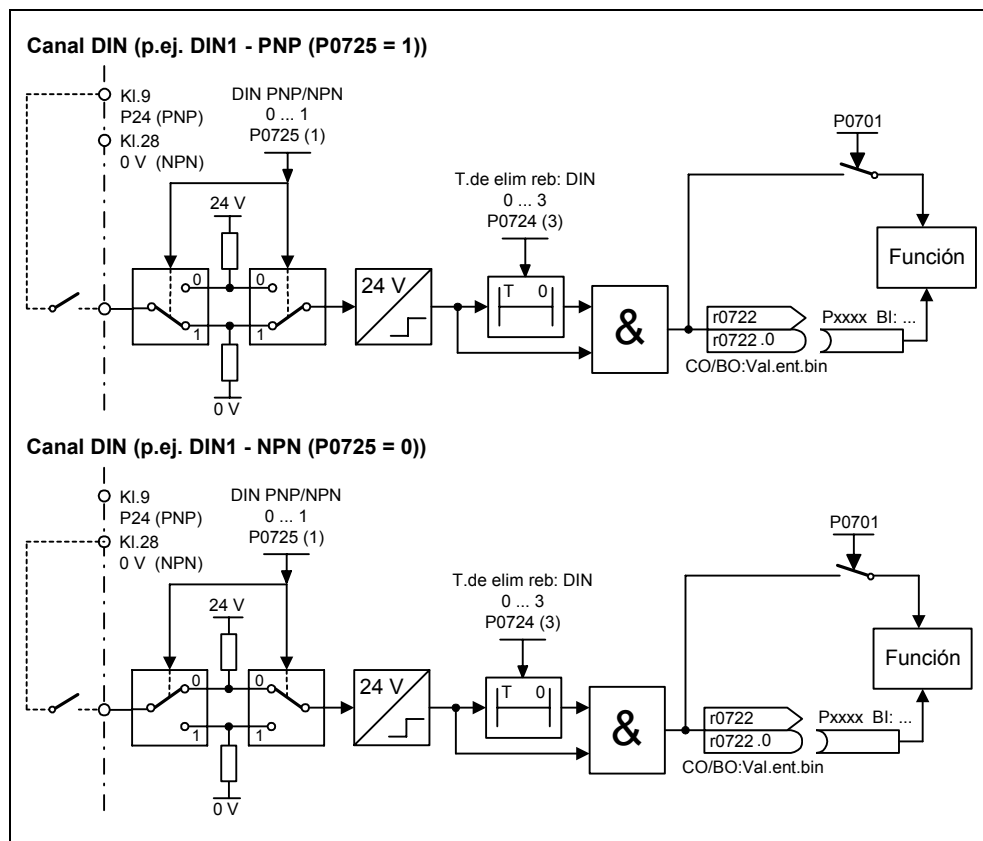 Canal DIN (p.ej. DIN1 - PNP (P0725 = 1))
Kl.9
P24 (PNP)
Kl.28
0 V (NPN)
DIN PNP/NPN
0 ... 1
P0725 (1)
24 V
0
0
1
1
0 V
24 V
T.de elim reb: DIN
0 ... 3
P0724 (3)
T 0
&
P0701
Función
r0722
r0722 .0
Pxxxx BI: ...
CO/BO:Val.ent.bin
Canal DIN (p.ej. DIN1 - NPN (P0725 = 0))
Kl.9
P24 (PNP)
Kl.28
0 V (NPN)
DIN PNP/NPN
0 ... 1
P0725 (1)
24 V
0
0
1
1
0 V
24 V
T.de elim reb: DIN
0 ... 3
P0724 (3)
T 0
&
P0701
Función
r0722
r0722 .0
Pxxxx BI: ...
CO/BO:Val.ent.bin